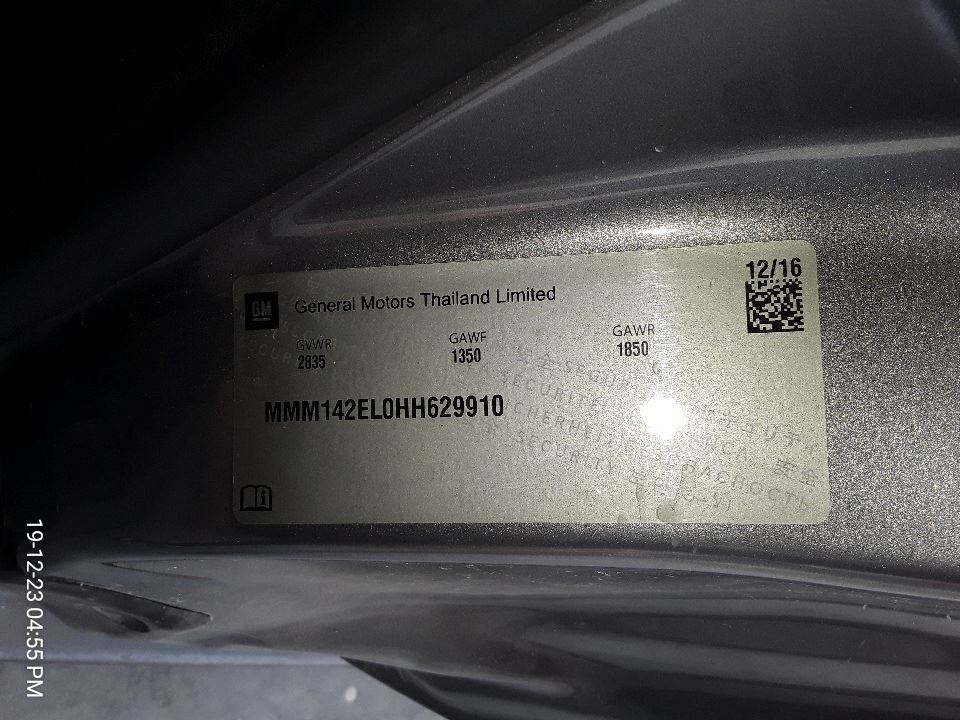 12/16
GM
General Motors Thailand Limited
GVWR GAWF GAWR
2835 1350 1850
MMM142EL0HH629910
SECURITY
19-12-23 04:55 PM